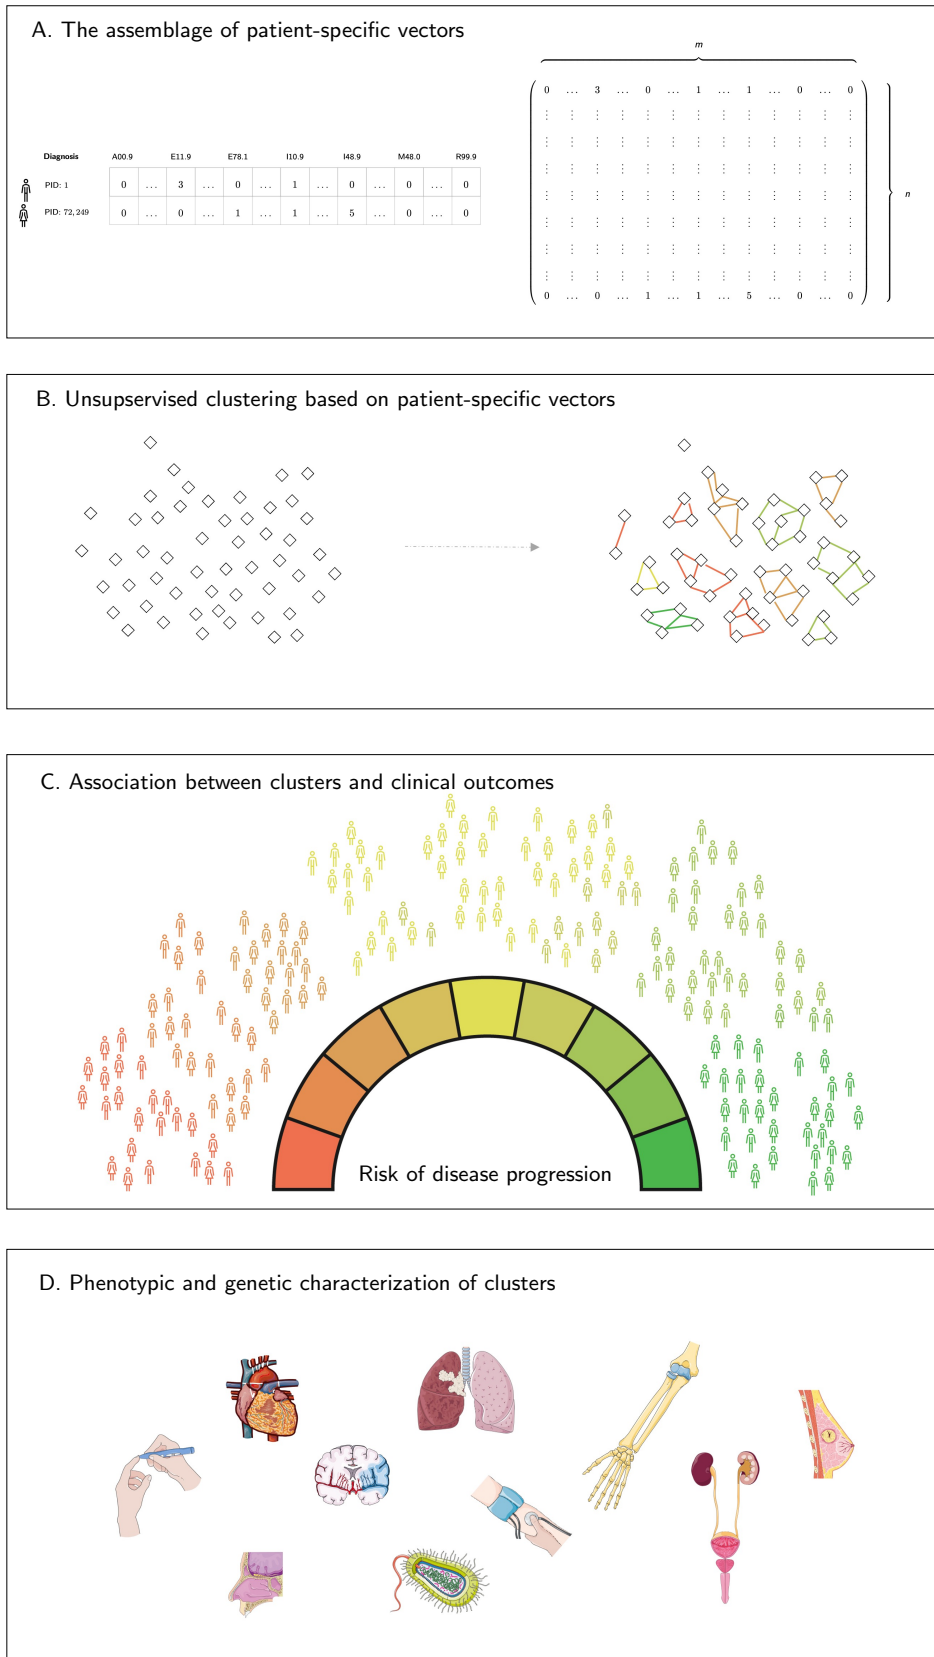 A. The assemblage of patient-specific vectors
Diagnosis A00.9 E11.9 E78.1 I10.9 I48.9 M48.0 R99.9
PID: 1 0 … 3 … 0 … 1 … 0 … 0 … 0
PID: 72,249 0 … 0 … 1 … 1 … 5 … 0 … 0
m
0 … 3 … 0 … 1 … 1 … 0 … 0
⋮ ⋮ ⋮ ⋮ ⋮ ⋮ ⋮ ⋮ ⋮ ⋮ ⋮ ⋮ ⋮
⋮ ⋮ ⋮ ⋮ ⋮ ⋮ ⋮ ⋮ ⋮ ⋮ ⋮ ⋮ ⋮
⋮ ⋮ ⋮ ⋮ ⋮ ⋮ ⋮ ⋮ ⋮ ⋮ ⋮ ⋮ ⋮
⋮ ⋮ ⋮ ⋮ ⋮ ⋮ ⋮ ⋮ ⋮ ⋮ ⋮ ⋮ ⋮
⋮ ⋮ ⋮ ⋮ ⋮ ⋮ ⋮ ⋮ ⋮ ⋮ ⋮ ⋮ ⋮
⋮ ⋮ ⋮ ⋮ ⋮ ⋮ ⋮ ⋮ ⋮ ⋮ ⋮ ⋮ ⋮
⋮ ⋮ ⋮ ⋮ ⋮ ⋮ ⋮ ⋮ ⋮ ⋮ ⋮ ⋮ ⋮
0 … 0 … 1 … 1 … 5 … 0 … 0
n
B. Unsupservised clustering based on patient-specific vectors
C. Association between clusters and clinical outcomes
Risk of disease progression
D. Phenotypic and genetic characterization of clusters